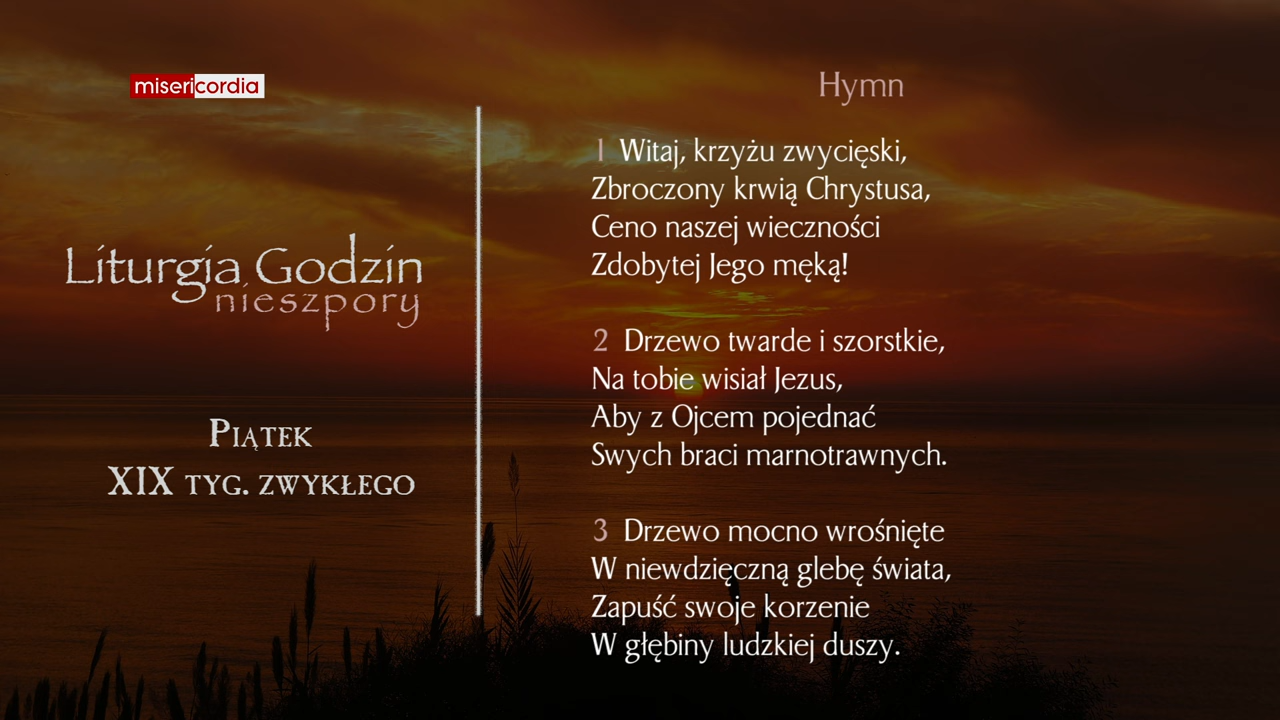 misericordia
Liturgia Godzin
nieszpory
Piątek
XIX tyg. zwykłego
Hymn
1 Witaj, krzyżu zwycięski,
Zbroczony krwią Chrystusa,
Ceno naszej wieczności
Zdobytej Jego męką!
2 Drzewo twarde i szorstkie,
Na tobie wisiał Jezus,
Aby z Ojcem pojednać
Swych braci marnotrawnych.
3 Drzewo mocno wrośnięte
W niewdzięczną glebę świata,
Zapuść swoje korzenie
W głębiny ludzkiej duszy.